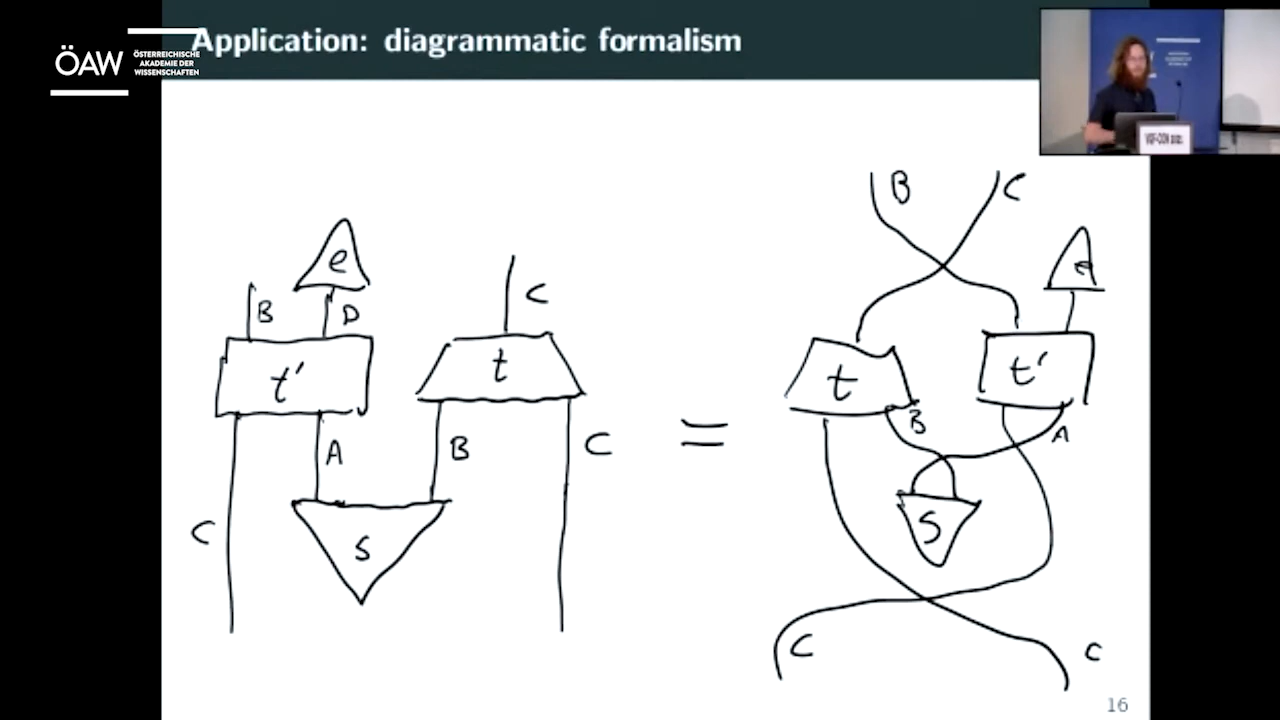 Application: diagrammatic formalism
ÖAW
ÖSTERREICHISCHE
AKADEMIE DER
WISSENSCHAFTEN
B C
e
B D C
t' t
A B C
C
s
=
t t'
B A
S
C C
16